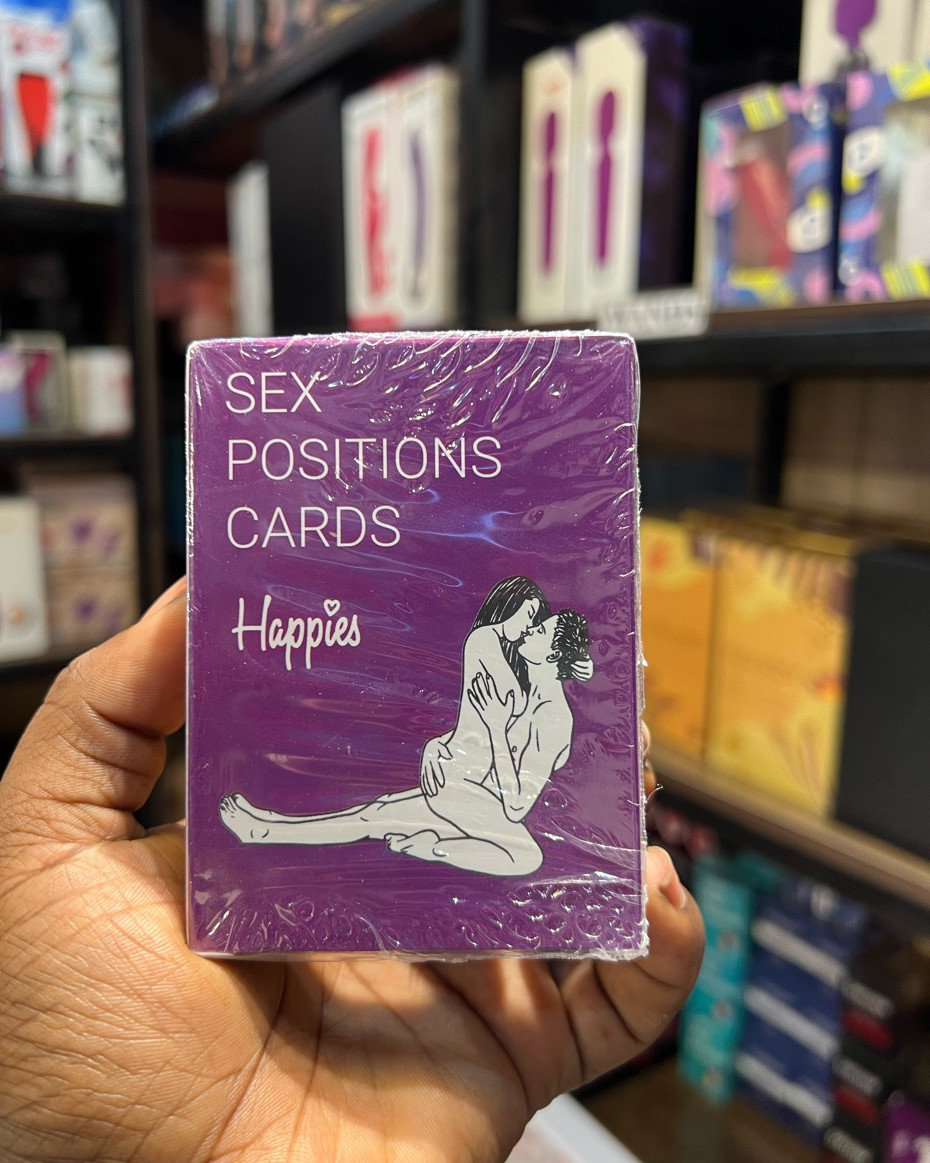 SEX
POSITIONS
CARDS
Happies